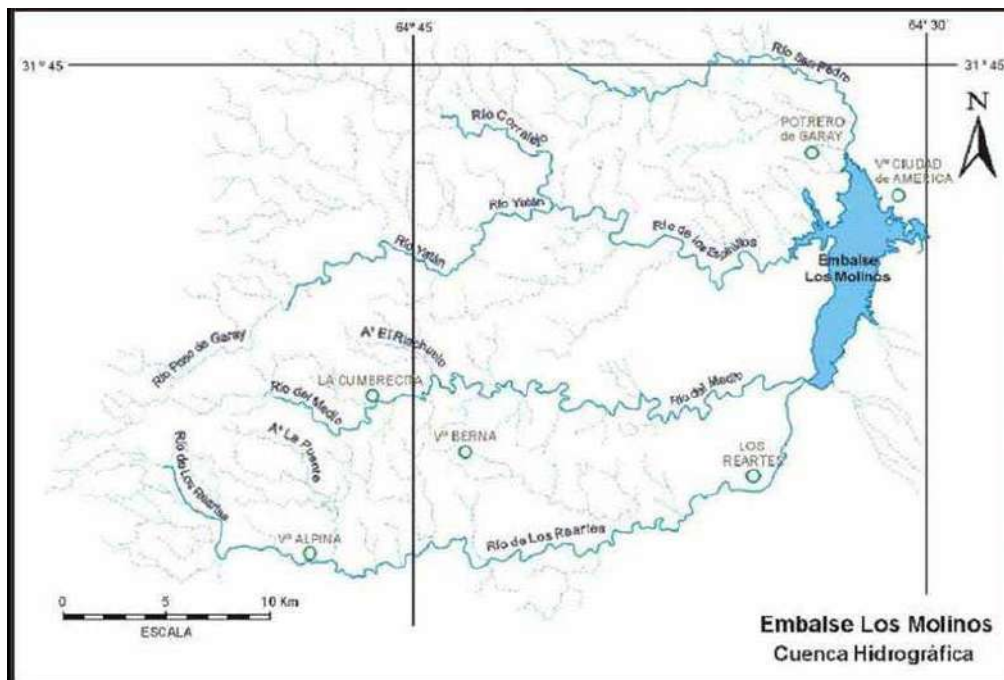 64° 45
64° 30
31° 45
31° 45
Río San Pedro
N
Río Corralejo
POTRERO
de GARAY
Vª CIUDAD
de AMERICA
Río Yatán
Río de los Espinillos
Río Yatán
Embalse
Los Molinos
Río Poso de Garay
Aº El Riachuelo
LA CUMBRECITA
Río del Medio
Río del Medio
Aº La Puente
Vª BERNA
LOS
REARTES
Río de Los Reartes
Vª ALPINA
Río de Los Reartes
0 5 10 Km
ESCALA
Embalse Los Molinos
Cuenca Hidrográfica